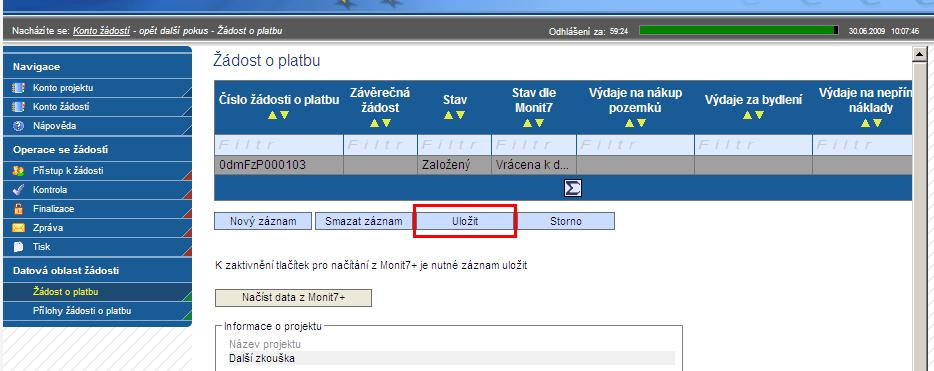 Nacházíte se: Konto žádostí - opět další pokus - Žádost o platbu
Odhlášení za: 59:24
30.06.2009 10:07:46
Navigace
Konto projektu
Konto žádostí
Nápověda
Operace se žádostí
Přístup k žádosti
Kontrola
Finalizace
Zpráva
Tisk
Datová oblast žádosti
Žádost o platbu
Přílohy žádosti o platbu
Žádost o platbu
Číslo žádosti o platbu
Závěrečná žádost
Stav
Stav dle Monit7
Výdaje na nákup pozemků
Výdaje za bydlení
Výdaje na nepřín
náklady
Filtr Filtr Filtr Filtr Filtr Filtr Filtr
0dmFzP000103 Založený Vrácena k d...
Σ
Nový záznam Smazat záznam Uložit Storno
K zaktivnění tlačítek pro načítání z Monit7+ je nutné záznam uložit
Načíst data z Monit7+
Informace o projektu
Název projektu
Další zkouška